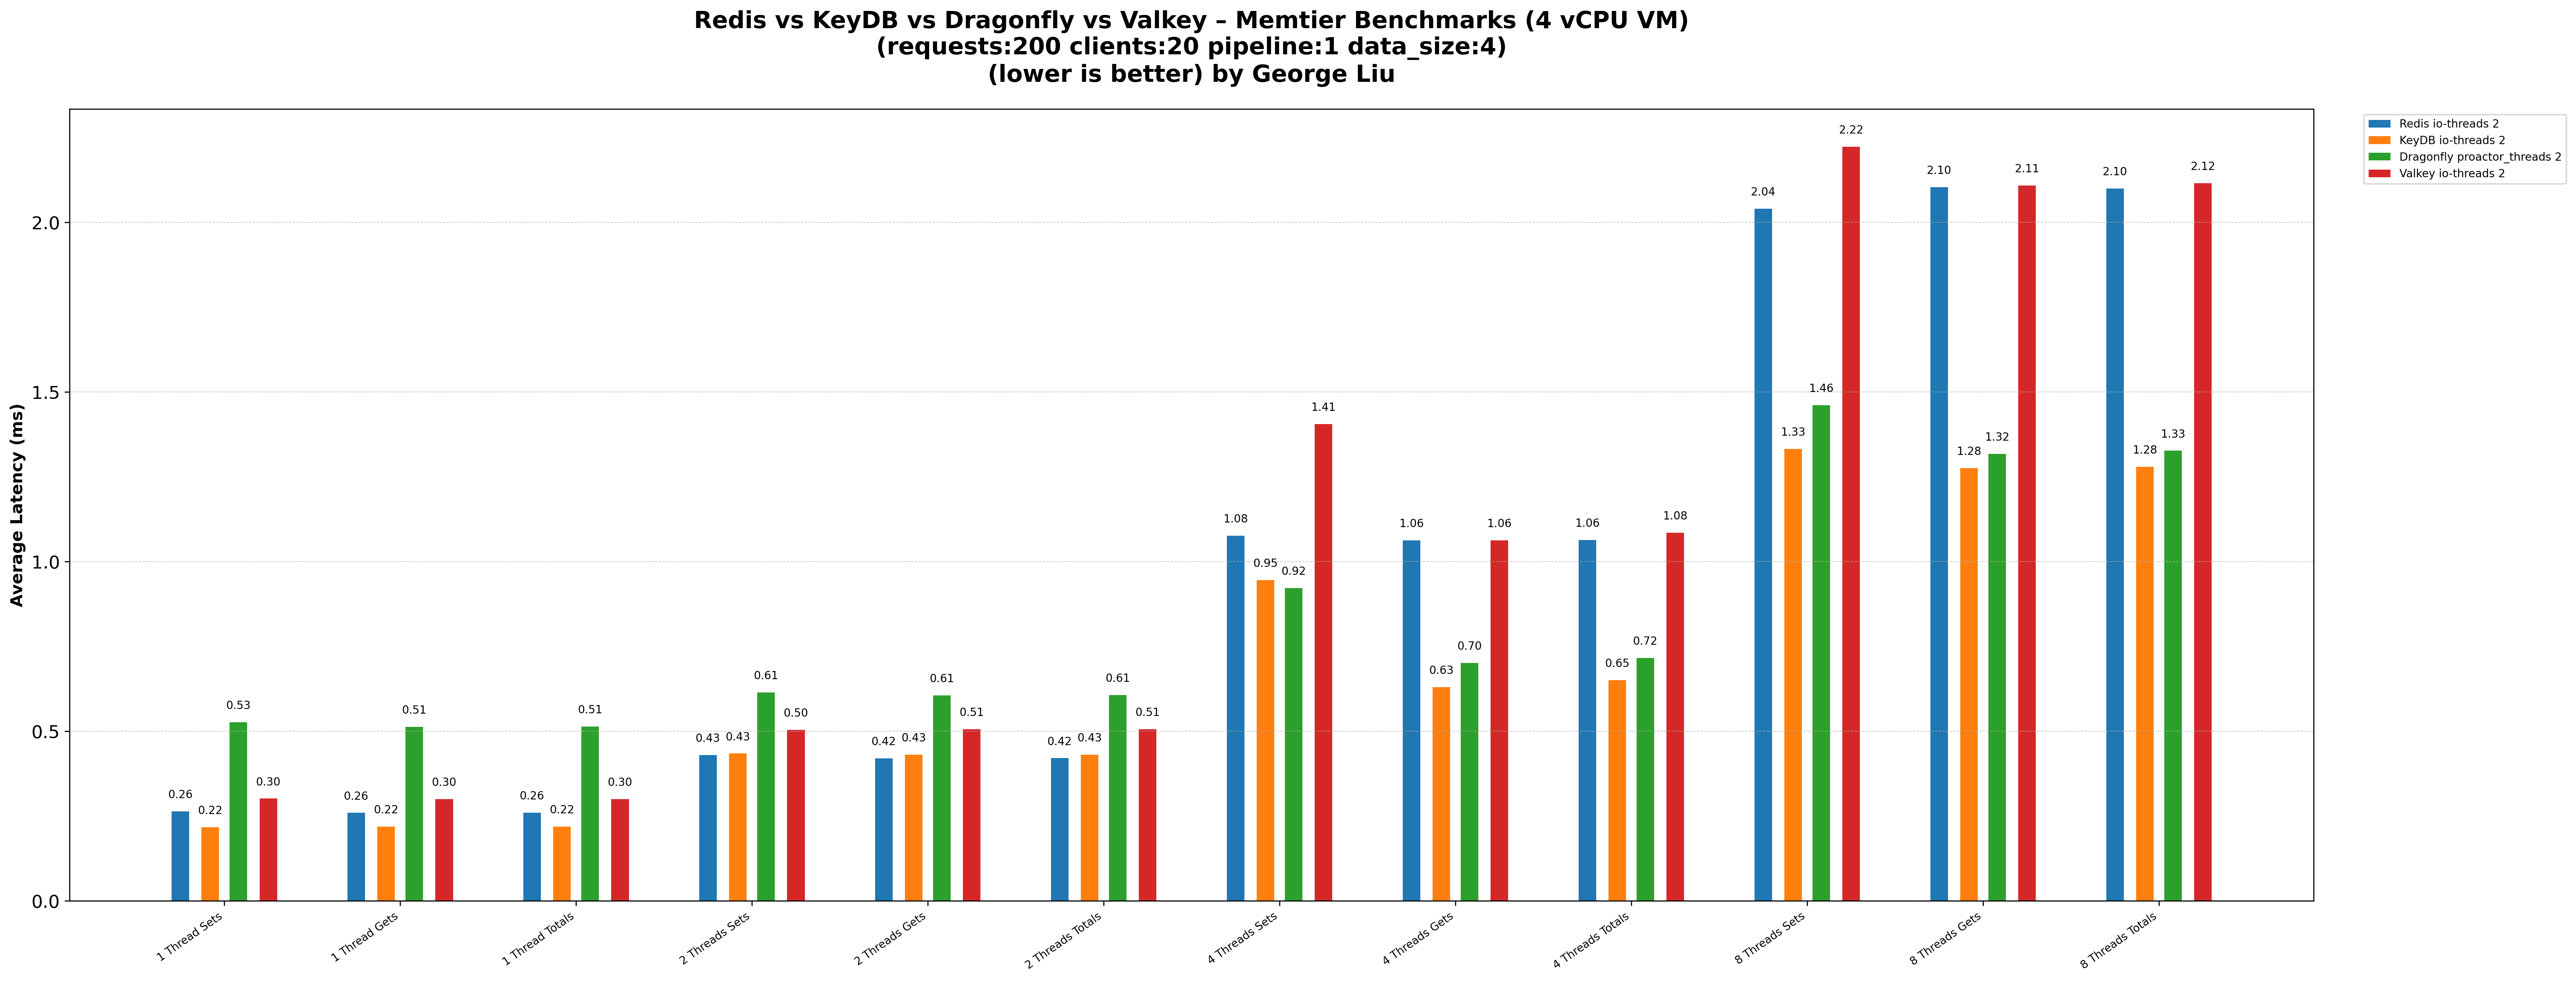 Redis vs KeyDB vs Dragonfly vs Valkey – Memtier Benchmarks (4 vCPU VM)
(requests:200 clients:20 pipeline:1 data_size:4)
(lower is better) by George Liu
Redis io-threads 2
KeyDB io-threads 2
Dragonfly proactor_threads 2
Valkey io-threads 2
Average Latency (ms)
2.0
1.5
1.0
0.5
0.0
0.26
0.22
0.53
0.30
0.26
0.22
0.51
0.30
0.26
0.22
0.51
0.30
0.43
0.43
0.61
0.50
0.42
0.43
0.61
0.51
0.42
0.43
0.61
0.51
1.08
0.95
0.92
1.41
1.06
0.63
0.70
1.06
1.06
0.65
0.72
1.08
2.04
1.33
1.46
2.22
2.10
1.28
1.32
2.11
2.10
1.28
1.33
2.12
1 Thread Sets
1 Thread Gets
1 Thread Totals
2 Threads Sets
2 Threads Gets
2 Threads Totals
4 Threads Sets
4 Threads Gets
4 Threads Totals
8 Threads Sets
8 Threads Gets
8 Threads Totals